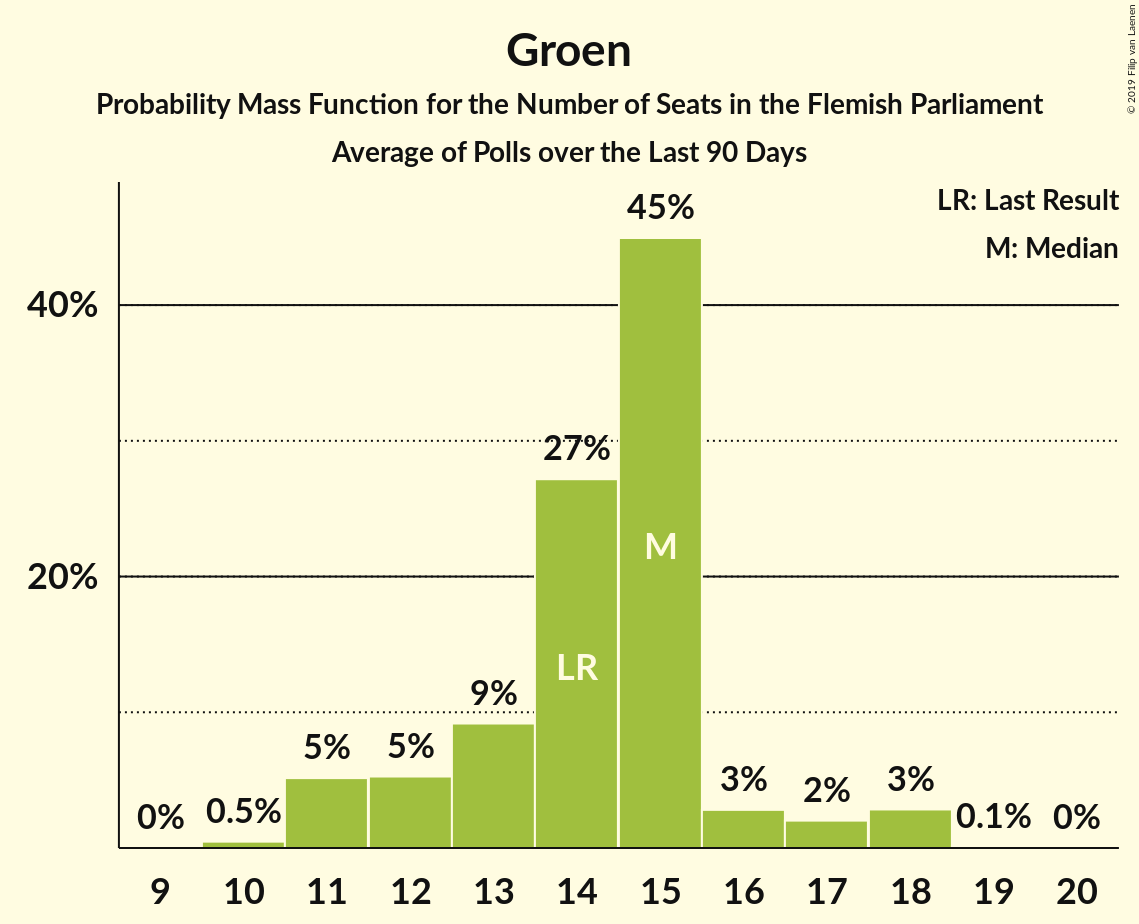 Groen
Probability Mass Function for the Number of Seats in the Flemish Parliament
Average of Polls over the Last 90 Days
© 2019 Filip van Laenen
LR: Last Result
M: Median
40%
20%
0%
0.5%
5%
5%
9%
27%
45%
3%
2%
3%
0.1%
0%
LR
M
9 10 11 12 13 14 15 16 17 18 19 20